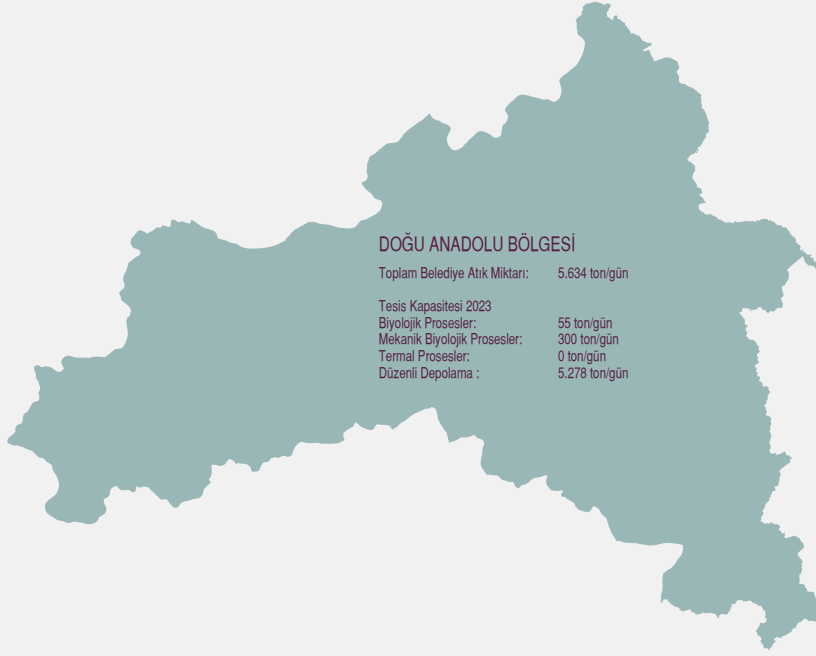 DOĞU ANADOLU BÖLGESİ
Toplam Belediye Atık Miktarı: 5.634 ton/gün
Tesis Kapasitesi 2023
Biyolojik Prosesler: 55 ton/gün
Mekanik Biyolojik Prosesler: 300 ton/gün
Termal Prosesler: 0 ton/gün
Düzenli Depolama : 5.278 ton/gün